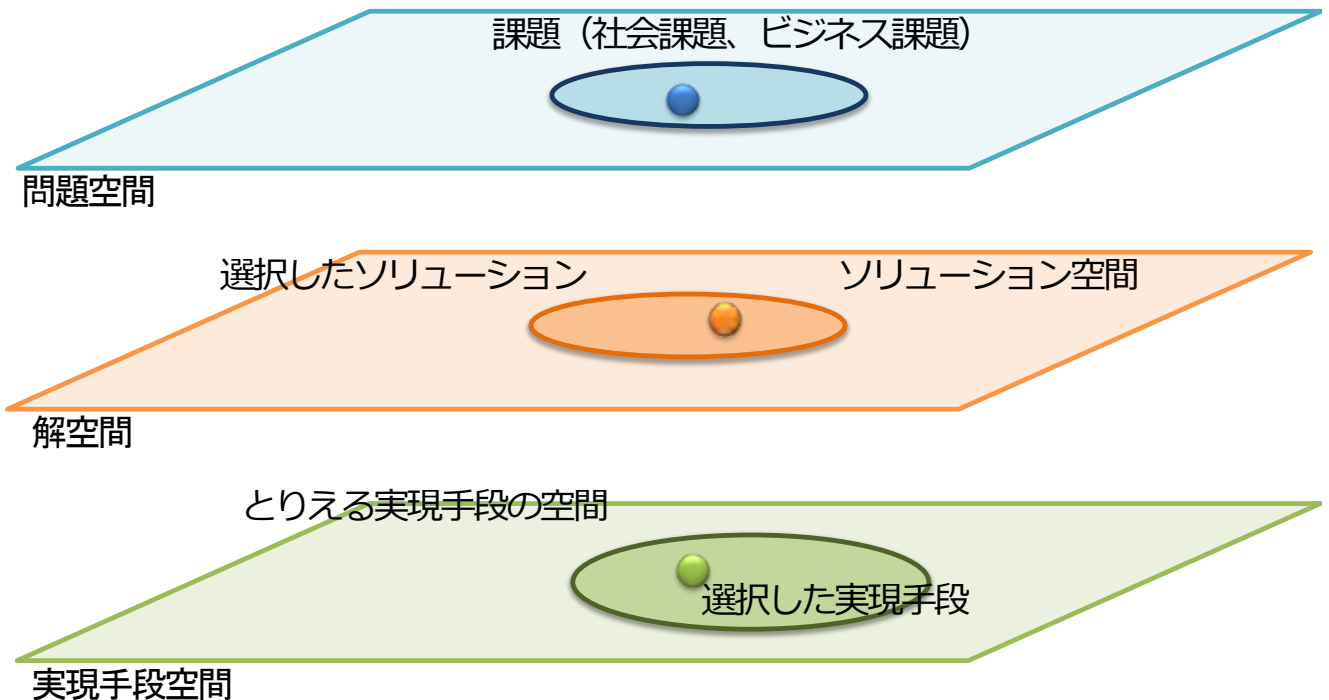 課題（社会課題、ビジネス課題）
問題空間
選択したソリューション
ソリューション空間
解空間
とりえる実現手段の空間
選択した実現手段
実現手段空間